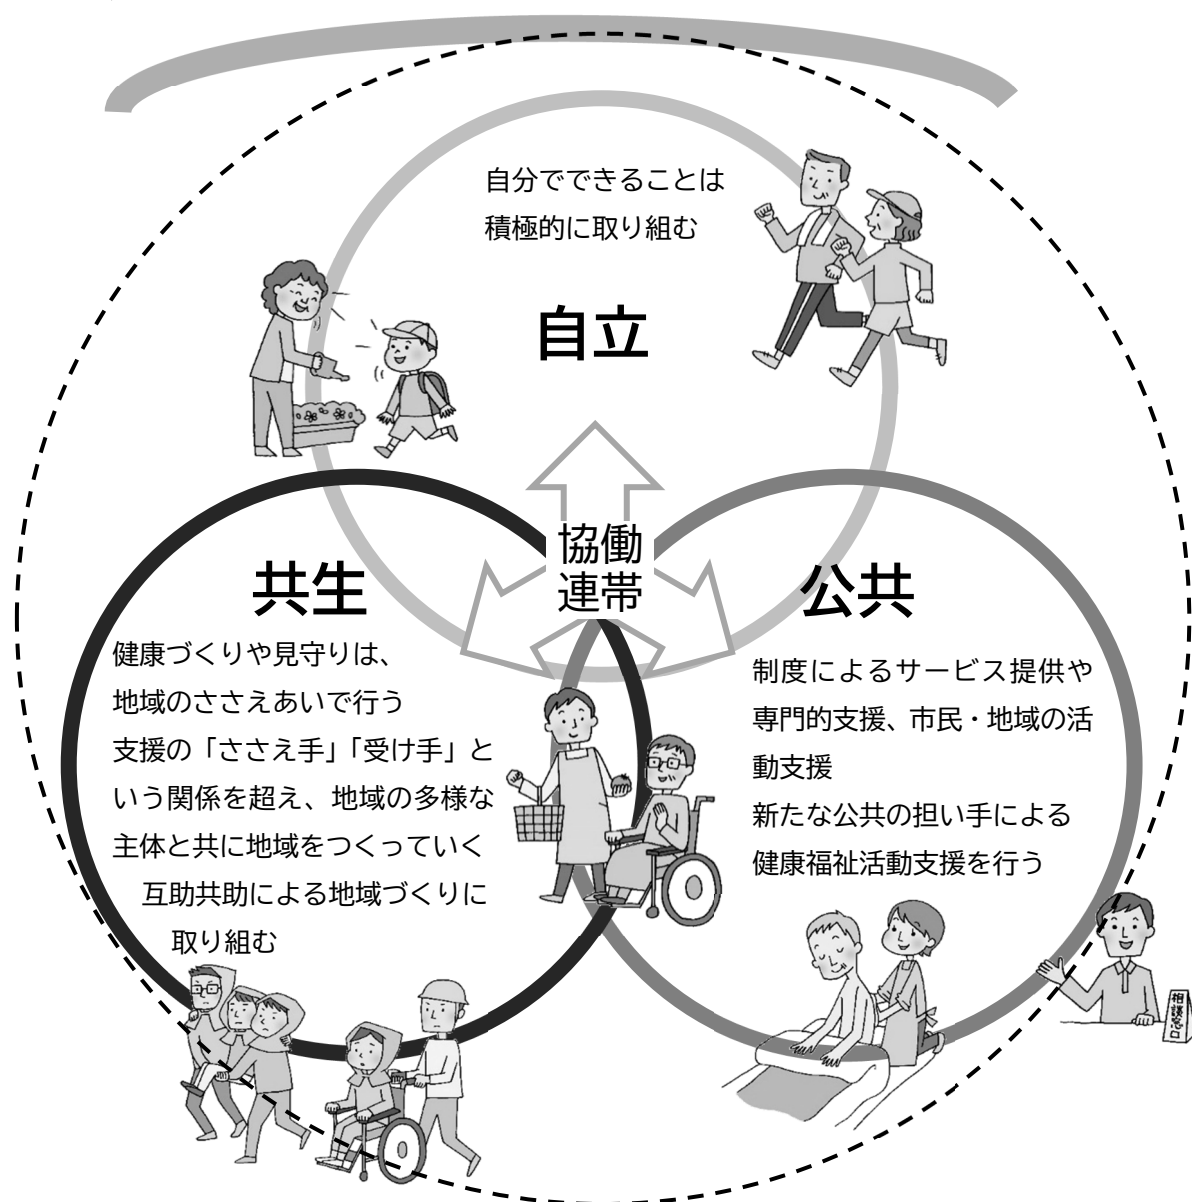 自分でできることは
積極的に取り組む
自立
協働
連帯
共生
健康づくりや見守りは、
地域のささえあいで行う
支援の「ささえ手」「受け手」と
いう関係を超え、地域の多様な
主体と共に地域をつくっていく
互助共助による地域づくりに
取り組む
公共
制度によるサービス提供や
専門的支援、市民・地域の活
動支援
新たな公共の担い手による
健康福祉活動支援を行う
相談窓口